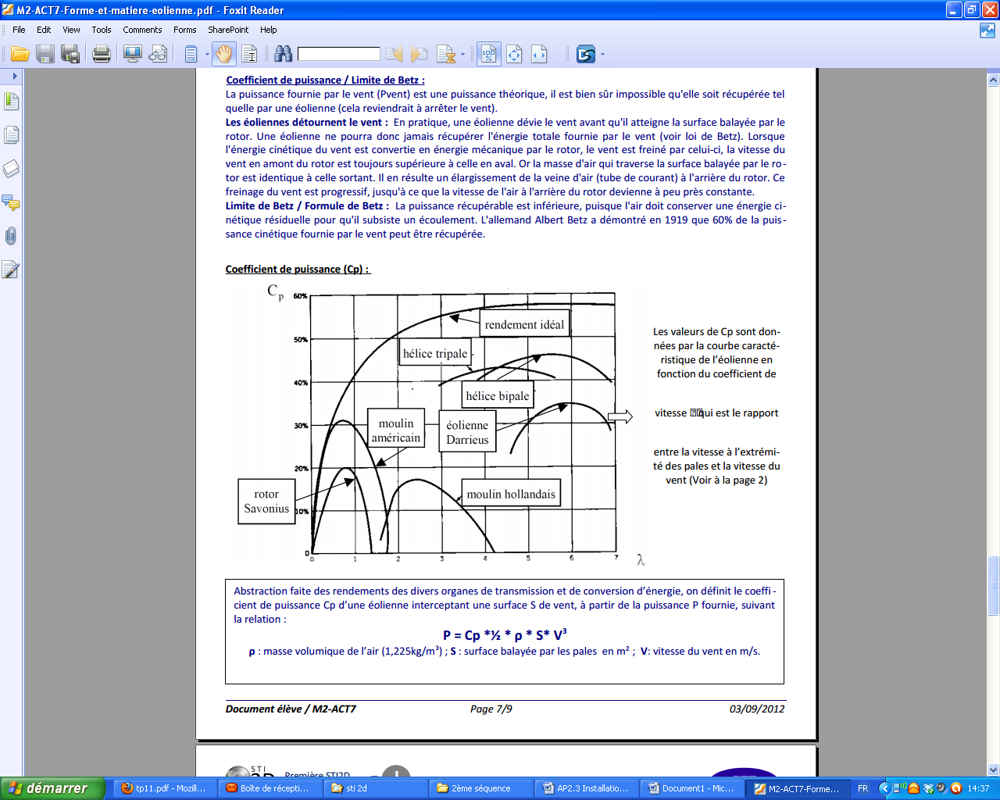 M2-ACT7-Forme-et-matiere-eolienne.pdf - Foxit Reader
File Edit View Tools Comments Forms SharePoint Help
Coefficient de puissance / Limite de Betz :
La puissance fournie par le vent (Pvent) est une puissance théorique, il est bien sûr impossible qu'elle soit récupérée tel
quelle par une éolienne (cela reviendrait à arrêter le vent).
Les éoliennes détournent le vent : En pratique, une éolienne dévie le vent avant qu'il atteigne la surface balayée par le
rotor. Une éolienne ne pourra donc jamais récupérer l'énergie totale fournie par le vent (voir loi de Betz). Lorsque
l'énergie cinétique du vent est convertie en énergie mécanique par le rotor, le vent est freiné par celui-ci, la vitesse du
vent en amont du rotor est toujours supérieure à celle en aval. Or la masse d'air qui traverse la surface balayée par le ro-
tor est identique à celle sortant. Il en résulte un élargissement de la veine d'air (tube de courant) à l'arrière du rotor. Ce
freinage du vent est progressif, jusqu'à ce que la vitesse de l'air à l'arrière du rotor devienne à peu près constante.
Limite de Betz / Formule de Betz : La puissance récupérable est inférieure, puisque l'air doit conserver une énergie ci-
nétique résiduelle pour qu'il subsiste un écoulement. L'allemand Albert Betz a démontré en 1919 que 60% de la puis-
sance cinétique fournie par le vent peut être récupérée.
Coefficient de puissance (Cp) :
Cp
60%
50%
40%
30%
20%
10%
0
0 1 2 3 4 5 6 7 λ
rendement idéal
hélice tripale
hélice bipale
moulin
américain
éolienne
Darrieus
rotor
Savonius
moulin hollandais
Les valeurs de Cp sont don-
nées par la courbe caracté-
ristique de l'éolienne en
fonction du coefficient de
vitesse qui est le rapport
entre la vitesse à l'extrémi-
té des pales et la vitesse du
vent (Voir à la page 2)
Abstraction faite des rendements des divers organes de transmission et de conversion d'énergie, on définit le coeffi-
cient de puissance Cp d'une éolienne interceptant une surface S de vent, à partir de la puissance P fournie, suivant
la relation :
P = Cp *½ * ρ * S* V³
ρ : masse volumique de l'air (1,225kg/m³) ; S : surface balayée par les pales en m² ; V: vitesse du vent en m/s.
Document élève / M2-ACT7 Page 7/9 03/09/2012
STI
Première STI2D
démarrer tp11.pdf - Mozill... Boîte de récepti... sti 2d 2ème séquence AP2.3 Installatio... Document1 - Mic... M2-ACT7-Forme... FR 14:37